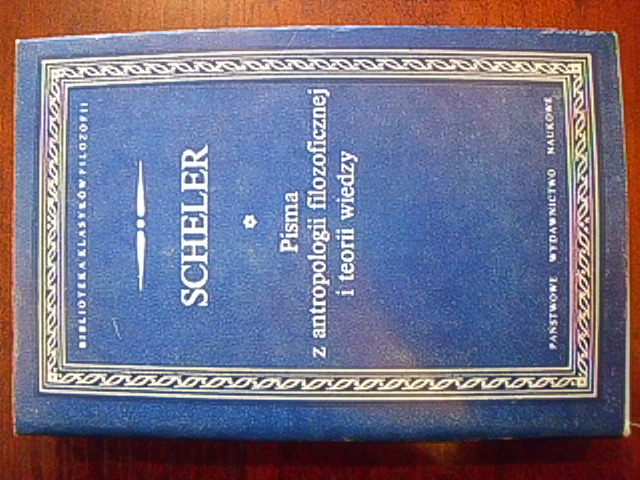 BIBLIOTEKA KLASYKÓW FILOZOFII
SCHELER
Pisma
z antropologii filozoficznej
i teorii wiedzy
PAŃSTWOWE WYDAWNICTWO NAUKOWE